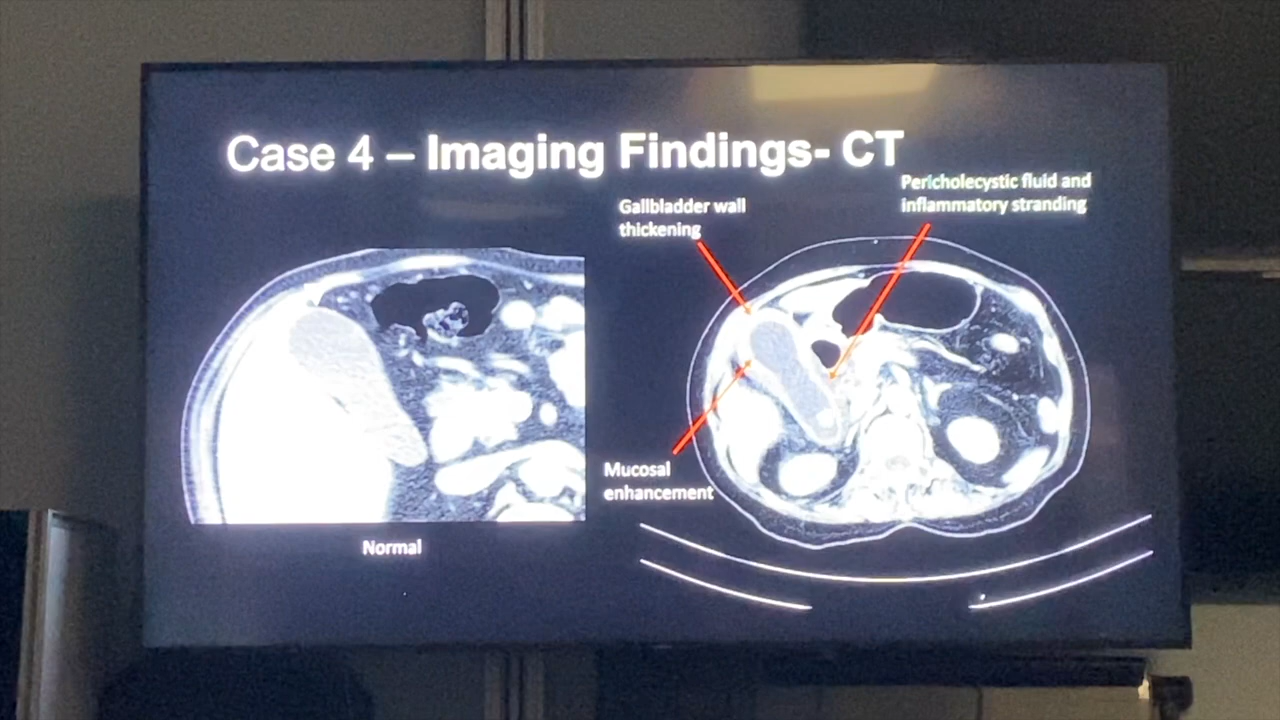 Case 4 – Imaging Findings- CT
Pericholecystic fluid and
inflammatory stranding
Gallbladder wall
thickening
Mucosal
enhancement
Normal